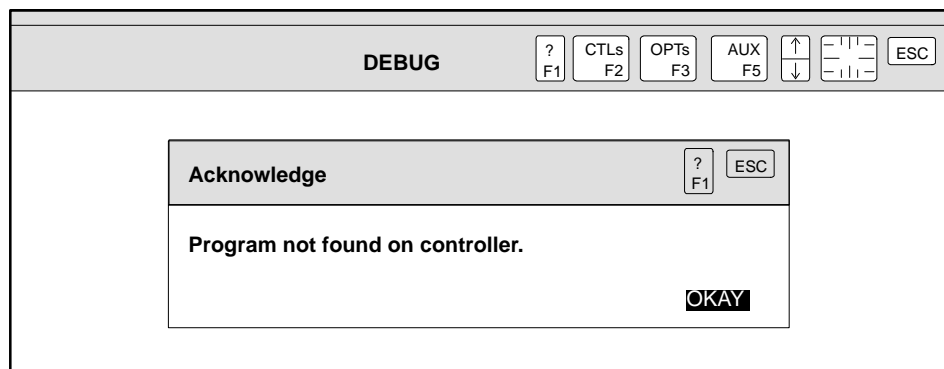 DEBUG
? F1
CTLs F2
OPTs F3
AUX F5
ESC
Acknowledge
? F1
ESC
Program not found on controller.
OKAY